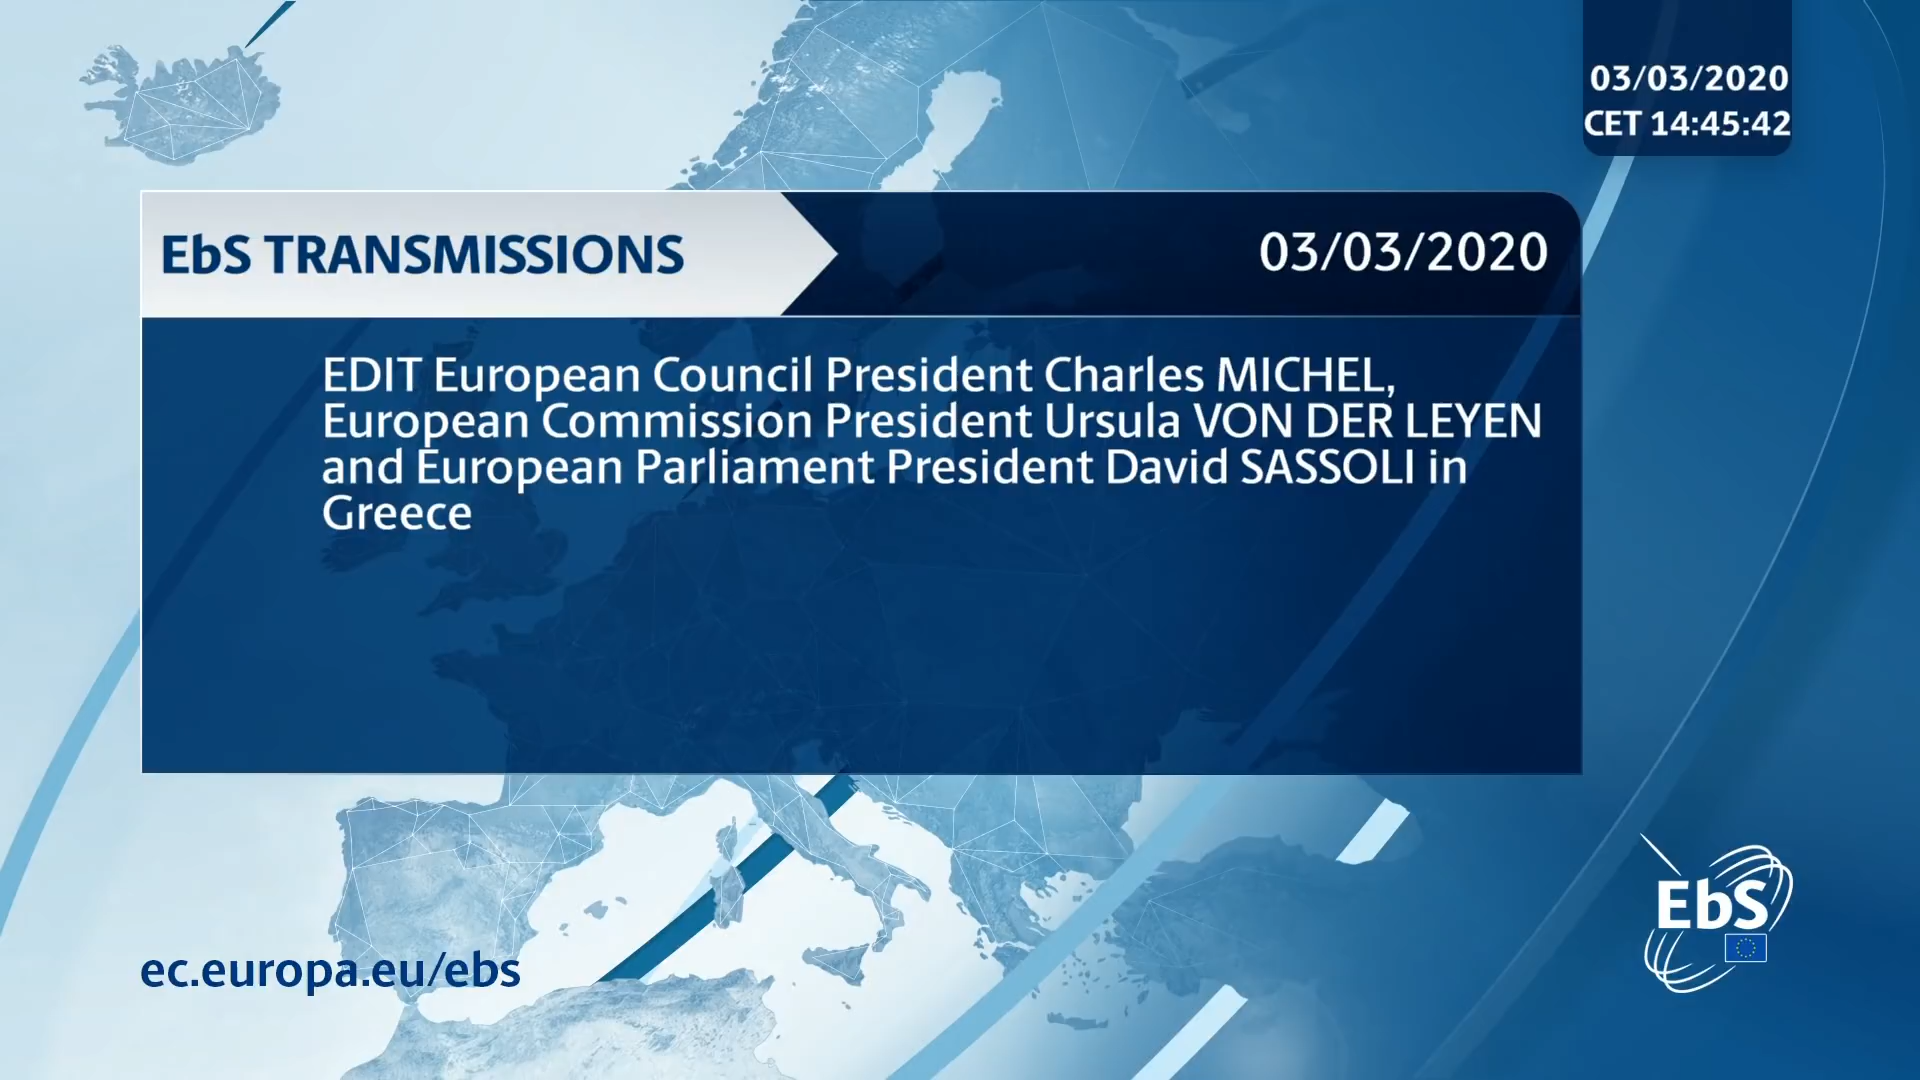 03/03/2020
CET 14:45:42
EbS TRANSMISSIONS
03/03/2020
EDIT European Council President Charles MICHEL,
European Commission President Ursula VON DER LEYEN
and European Parliament President David SASSOLI in
Greece
ec.europa.eu/ebs
EbS